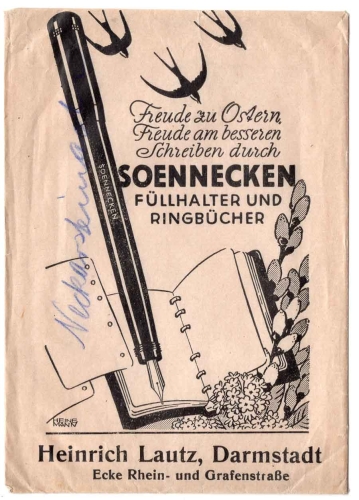 Freude zu Ostern,
Freude am besseren
Schreiben durch
SOENNECKEN
FÜLLHALTER UND
RINGBÜCHER
SOENNECKEN
Heinrich Lautz, Darmstadt
Ecke Rhein- und Grafenstraße